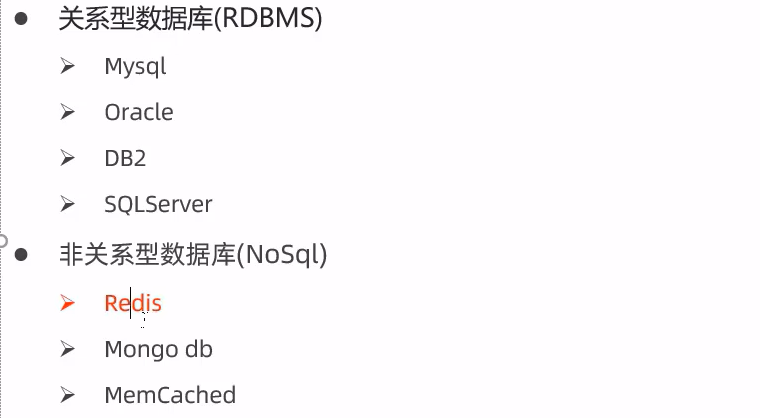 关系型数据库(RDBMS)
Mysql
Oracle
DB2
SQLServer
非关系型数据库(NoSql)
Redis
Mongo db
MemCached